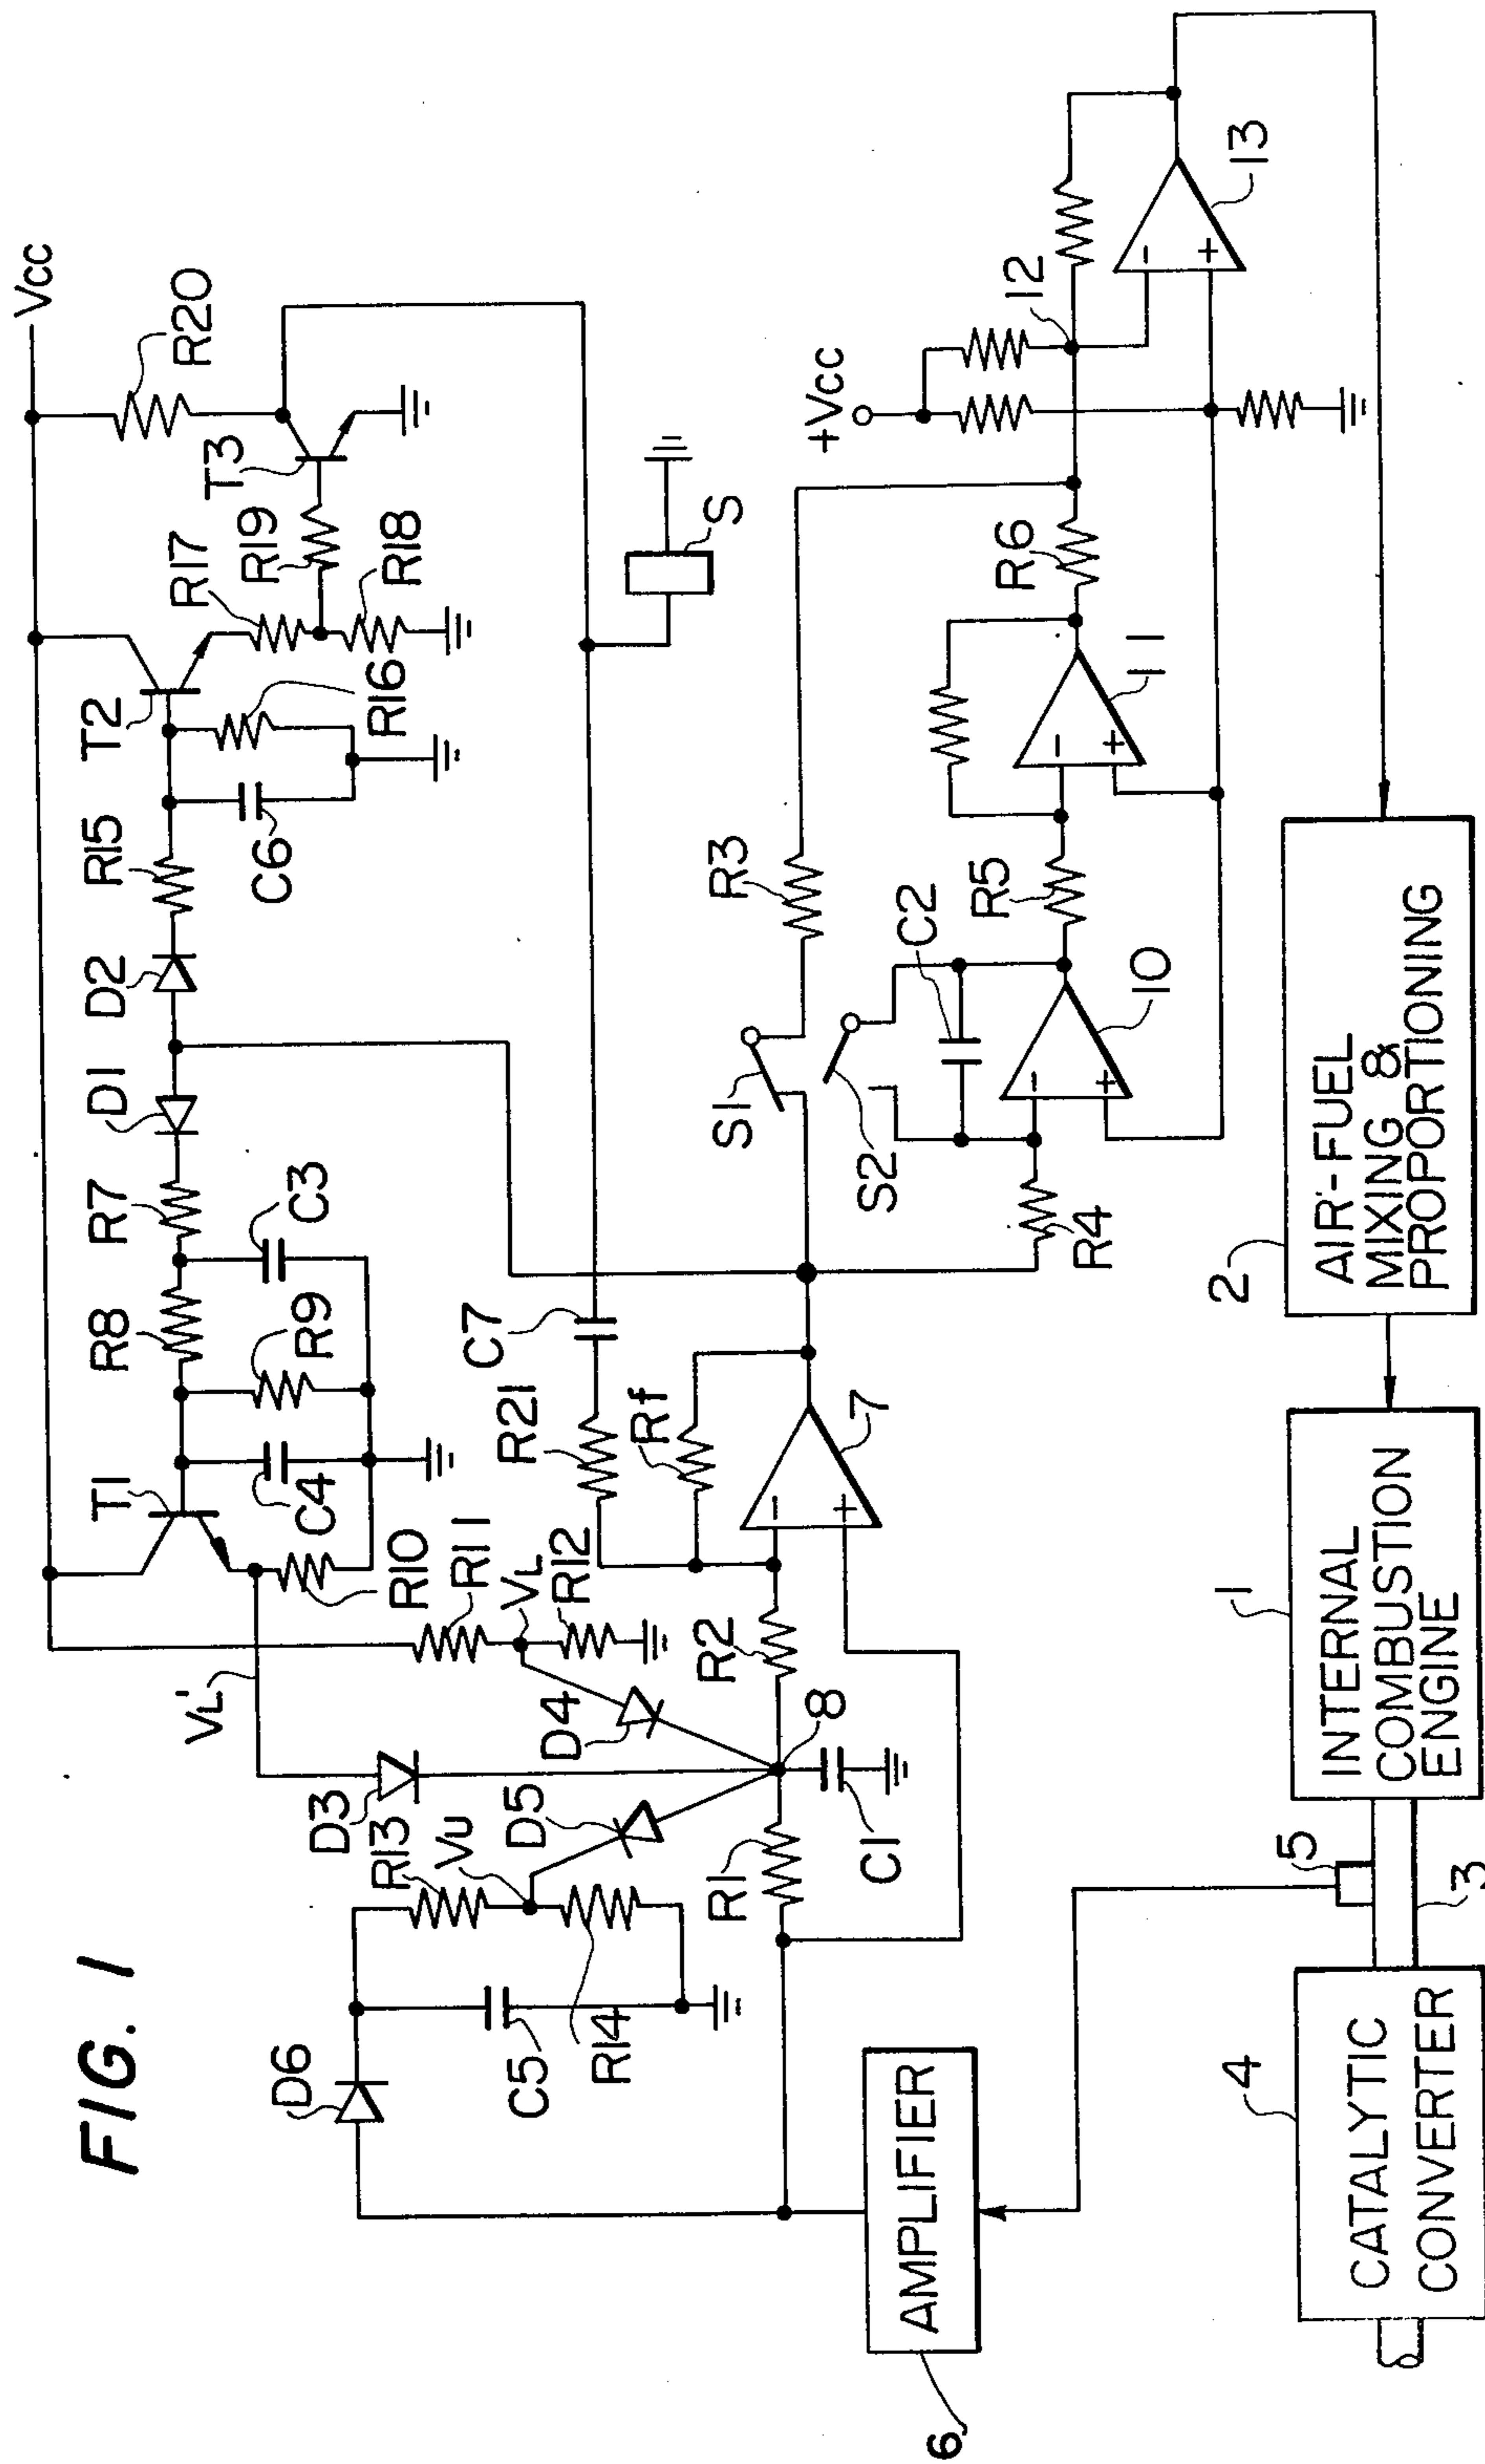 FIG. 1
Vcc
R20
T3
R19
R17
R18
T2
R16
R15
C6
D2
D1
R7
C3
R8
R9
T1
C4
R10
VL'
R11
VL
R12
D4
D3
R13
VU
D5
D6
C5
R14
C7
R21
Rf
S
R1
8
R2
C1
7
-
+
S1
R3
S2
C2
R4
10
-
+
R5
11
-
+
R6
+Vcc
12
13
-
+
AMPLIFIER
6
CATALYTIC
CONVERTER
4
3
5
INTERNAL
COMBUSTION
ENGINE
1
AIR-FUEL
MIXING &
PROPORTIONING
2